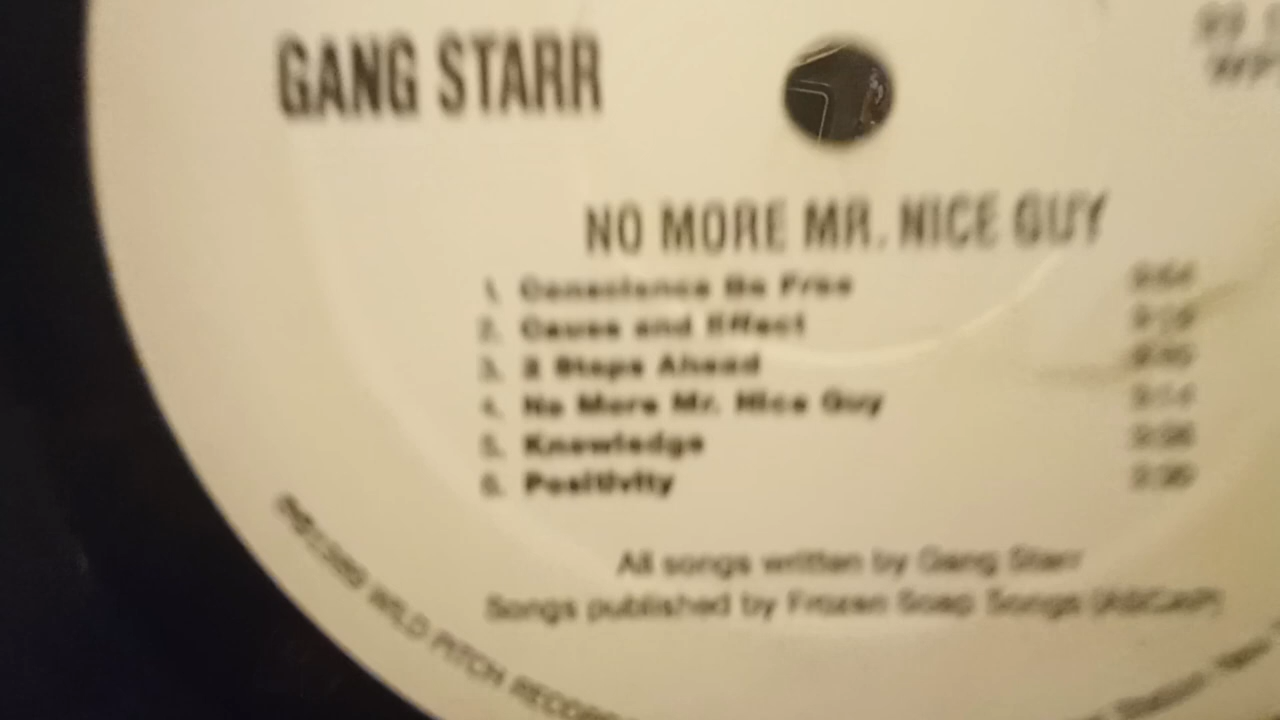 GANG STARR
NO MORE MR. NICE GUY
1. Conscience Be Free
2. Cause and Effect
3. 2 Steps Ahead
4. No More Mr. Nice Guy
5. Knowledge
6. Positivity
All songs written by Gang Starr
Songs published by Frozen Soap Songs (ASCAP)
WILD PITCH RECORDS